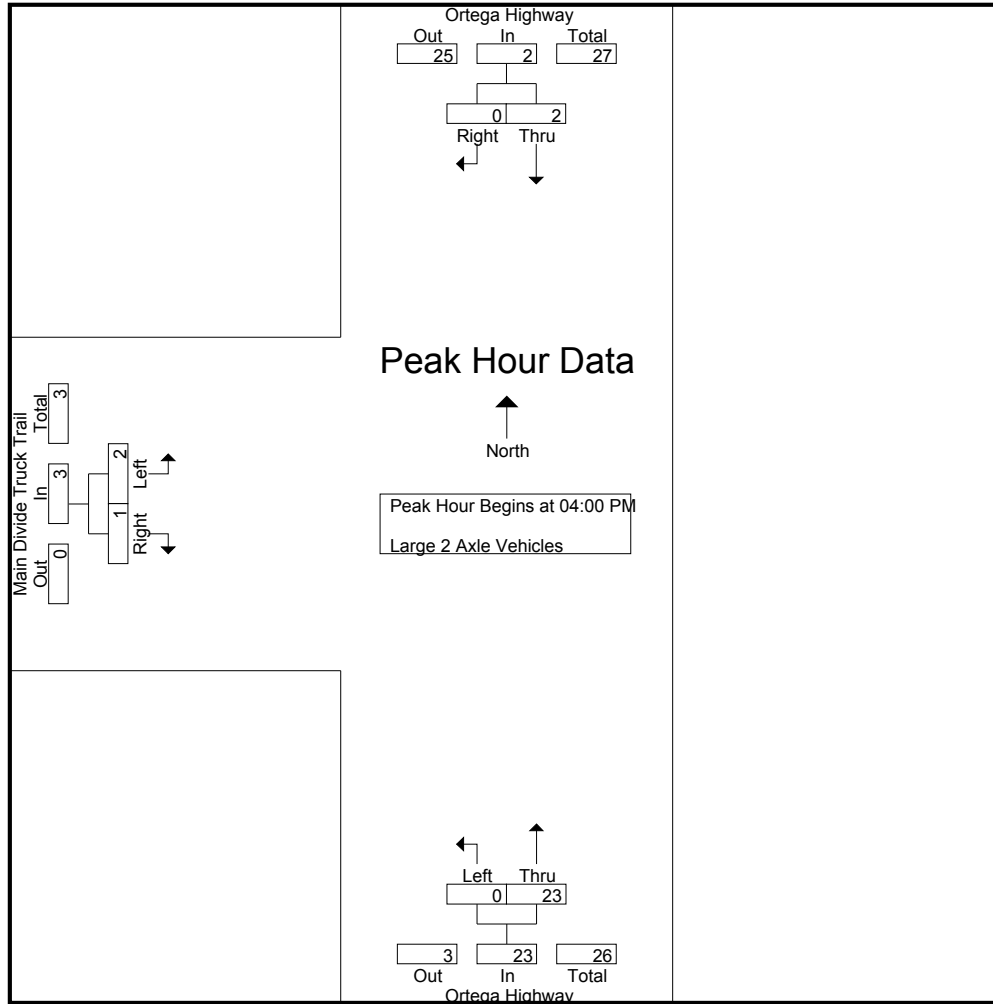 Ortega Highway
Out In Total
25 2 27
0 2
Right Thru
Peak Hour Data
North
Peak Hour Begins at 04:00 PM
Large 2 Axle Vehicles
Main Divide Truck Trail
Out In Total
0 3 3
1 2
Right Left
Left Thru
0 23
3 23 26
Out In Total
Ortega Highway